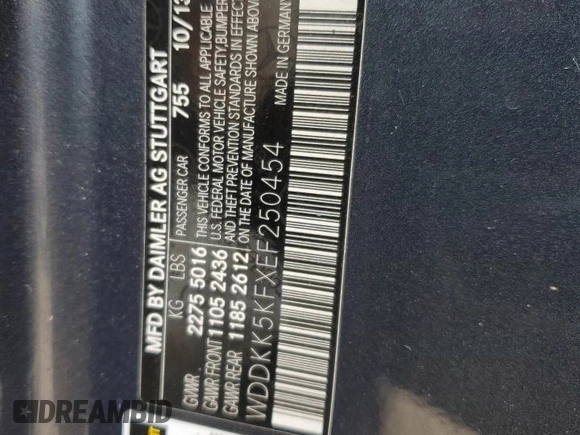 MFD BY DAIMLER AG STUTTGART
KG LBS PASSENGER CAR 755 10/13
GVWR 2275 5016
GAWR FRONT 1105 2436
GAWR REAR 1185 2612
THIS VEHICLE CONFORMS TO ALL APPLICABLE
U.S. FEDERAL MOTOR VEHICLE SAFETY, BUMPER
AND THEFT PREVENTION STANDARDS IN EFFECT
ON THE DATE OF MANUFACTURE SHOWN ABOVE
WDDKK5KFXEF250454
MADE IN GERMANY
DREAMBID